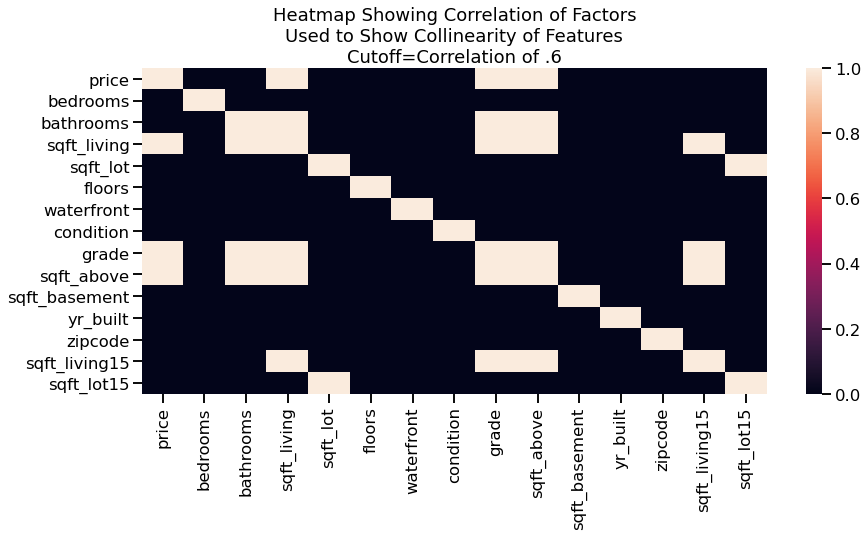 Heatmap Showing Correlation of Factors
Used to Show Collinearity of Features
Cutoff=Correlation of .6
price
bedrooms
bathrooms
sqft_living
sqft_lot
floors
waterfront
condition
grade
sqft_above
sqft_basement
yr_built
zipcode
sqft_living15
sqft_lot15
price
bedrooms
bathrooms
sqft_living
sqft_lot
floors
waterfront
condition
grade
sqft_above
sqft_basement
yr_built
zipcode
sqft_living15
sqft_lot15
1.0
0.8
0.6
0.4
0.2
0.0